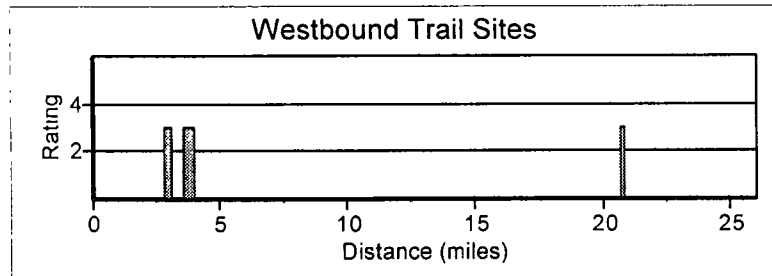 Westbound Trail Sites
Rating
4
2
0 5 10 15 20 25
Distance (miles)